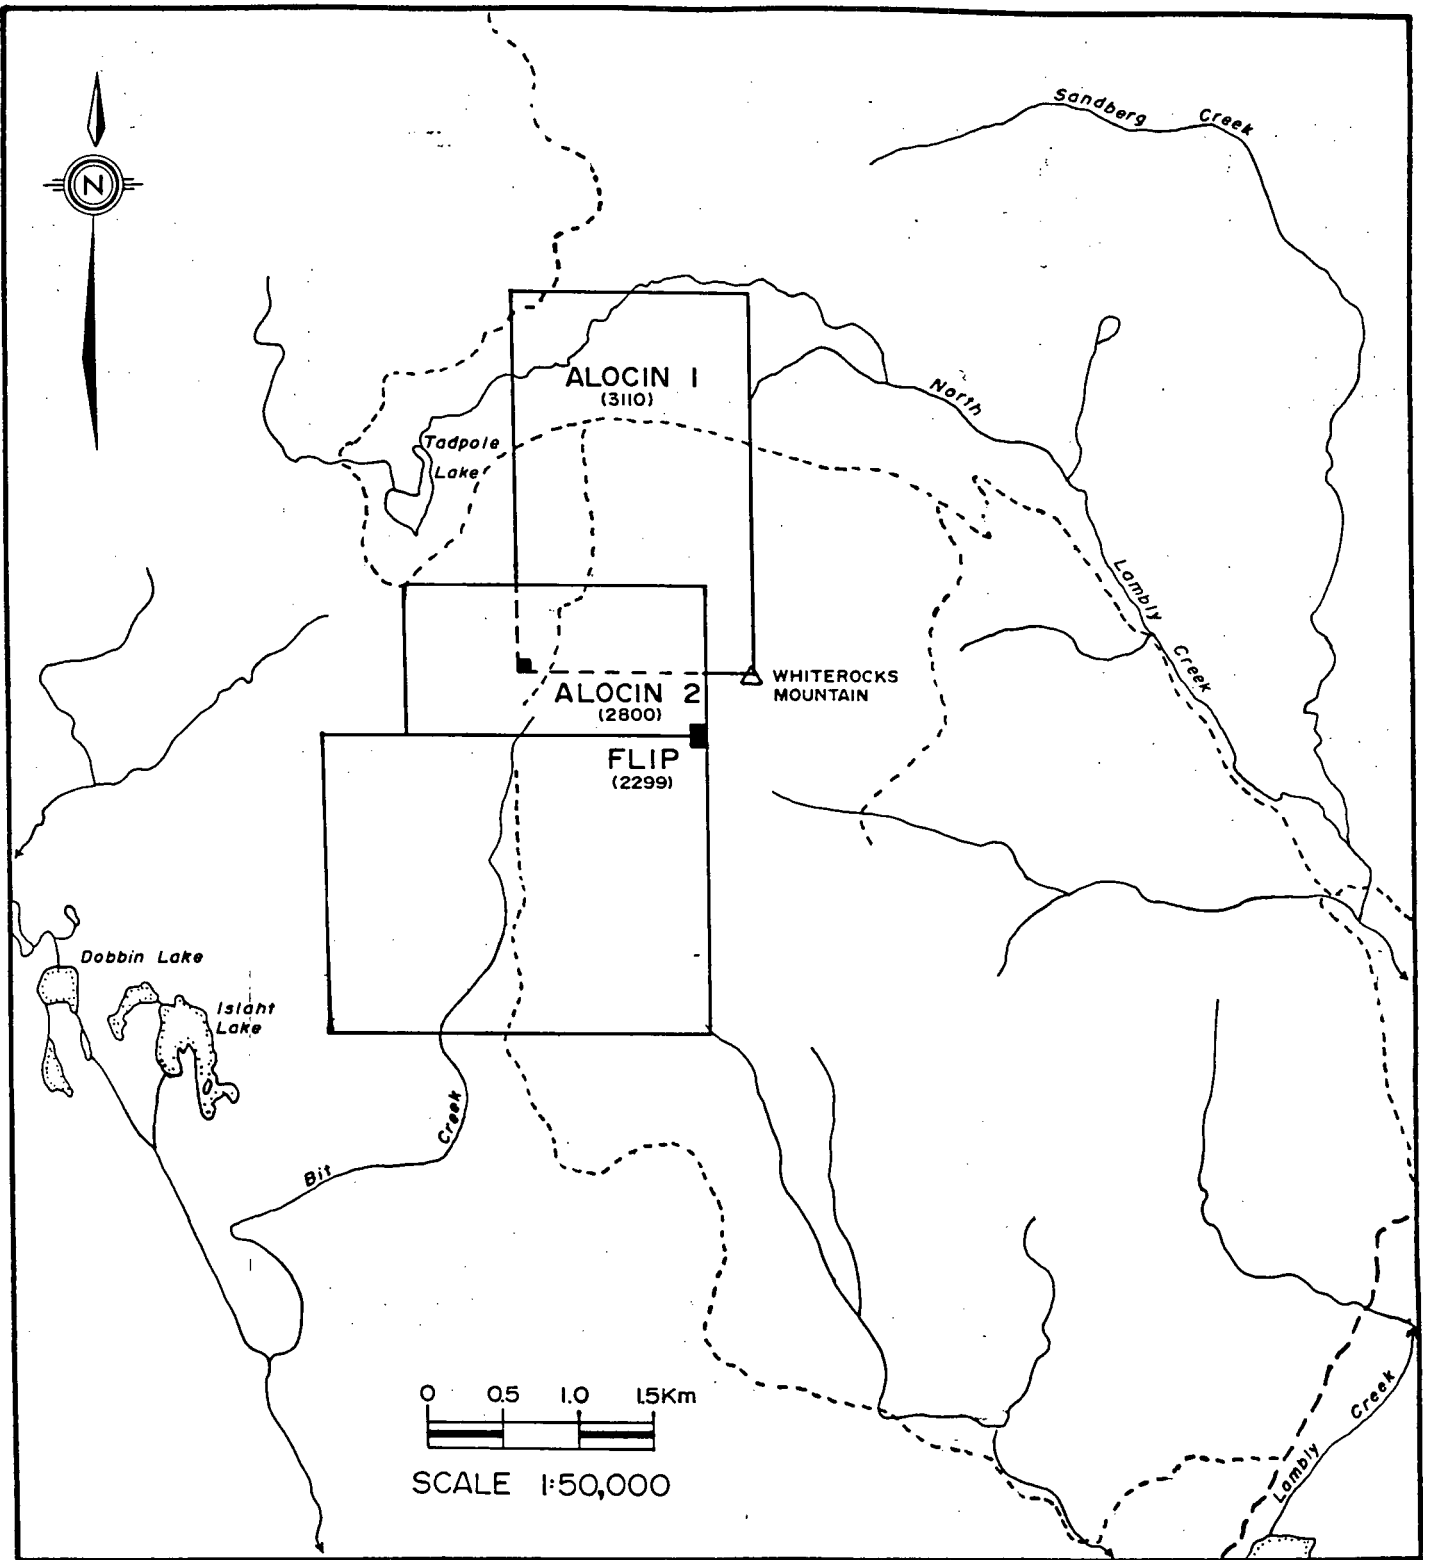 Sandberg Creek
N
ALOCIN 1
(3110)
North
Tadpole
Lake
Lambly
Creek
WHITEROCKS
MOUNTAIN
ALOCIN 2
(2800)
FLIP
(2299)
Dobbin Lake
Islaht
Lake
Creek
Bit
0 0.5 1.0 1.5Km
SCALE 1:50,000
Creek
Lambly